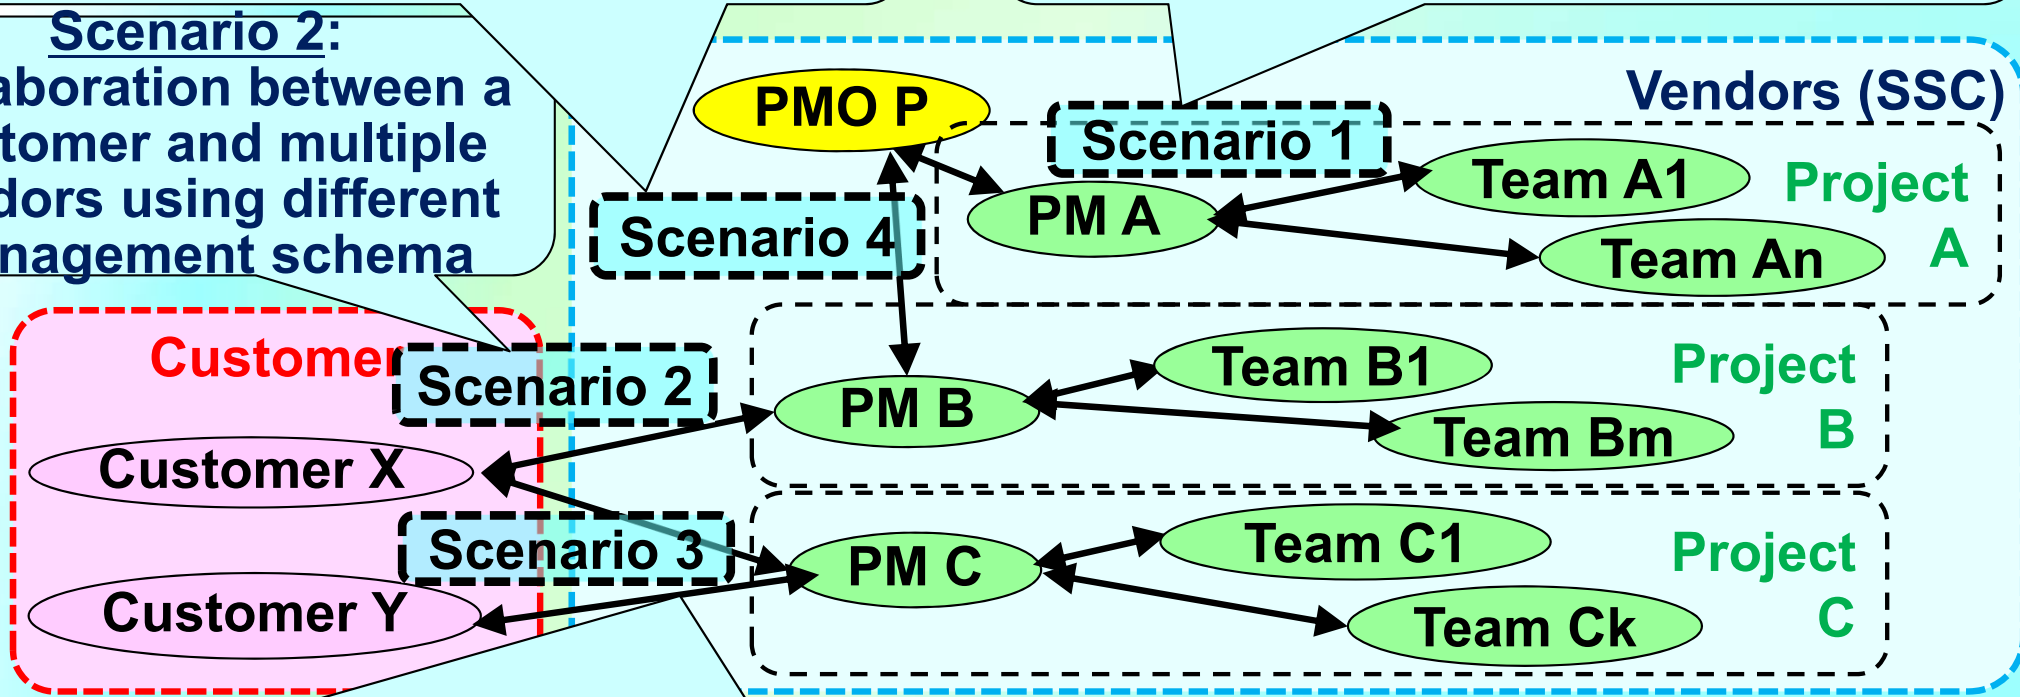 Scenario 2:
aboration between a
tomer and multiple
dors using different
nagement schema
Vendors (SSC)
PMO P
Scenario 1
Team A1
Project
A
PM A
Team An
Scenario 4
Customer
Scenario 2
Team B1
Project
B
PM B
Team Bm
Customer X
Scenario 3
PM C
Team C1
Project
C
Customer Y
Team Ck